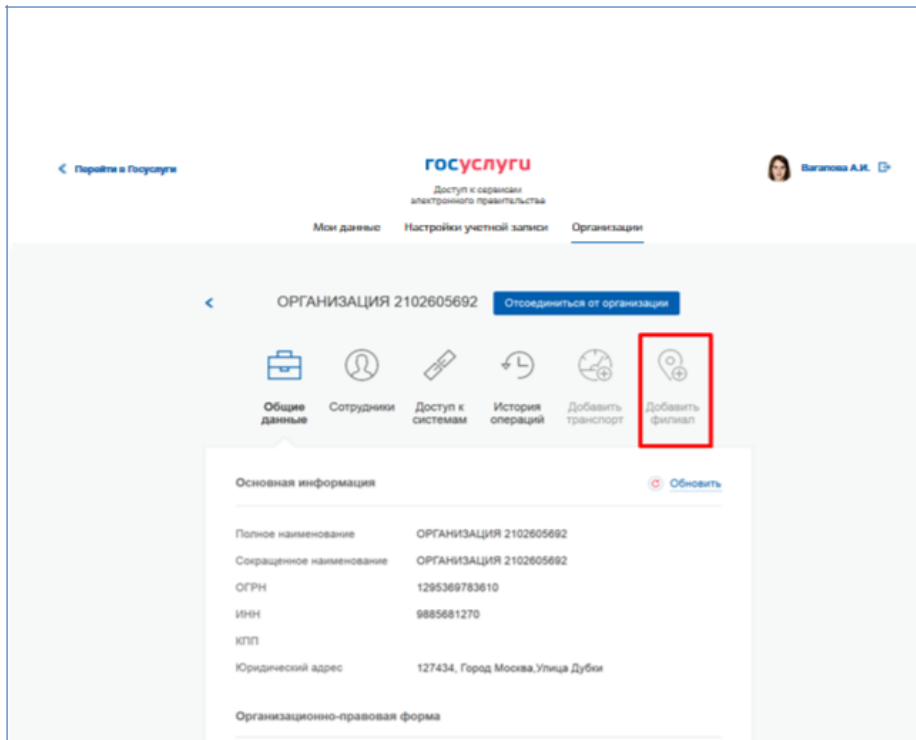 Перейти в Госуслуги
госуслуги
Вагапова А.И.
Доступ к сервисам
электронного правительства
Мои данные Настройки учетной записи Организации
ОРГАНИЗАЦИЯ 2102605692 Отсоединиться от организации
Общие данные
Сотрудники
Доступ к системам
История операций
Добавить транспорт
Добавить филиал
Основная информация Обновить
Полное наименование ОРГАНИЗАЦИЯ 2102605692
Сокращенное наименование ОРГАНИЗАЦИЯ 2102605692
ОГРН 1295369783610
ИНН 9885681270
КПП
Юридический адрес 127434, Город Москва,Улица Дубки
Организационно-правовая форма